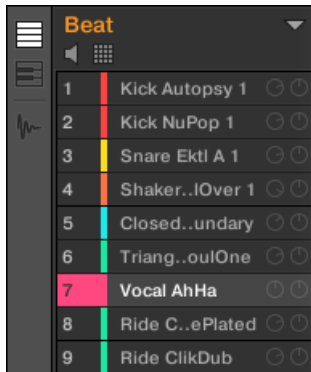 Beat
1 Kick Autopsy 1
2 Kick NuPop 1
3 Snare Ektl A 1
4 Shaker..lOver 1
5 Closed..undary
6 Triang..oulOne
7 Vocal AhHa
8 Ride C..ePlated
9 Ride ClikDub